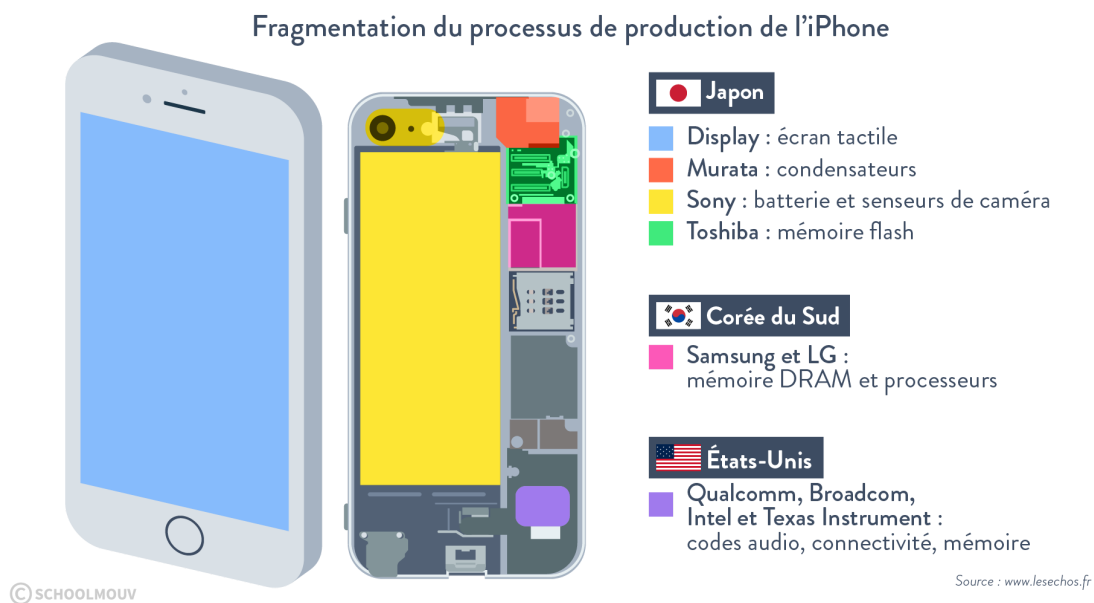 Fragmentation du processus de production de l’iPhone
Japon
Display : écran tactile
Murata : condensateurs
Sony : batterie et senseurs de caméra
Toshiba : mémoire flash
Corée du Sud
Samsung et LG :
mémoire DRAM et processeurs
États-Unis
Qualcomm, Broadcom,
Intel et Texas Instrument :
codes audio, connectivité, mémoire
Source : www.lesechos.fr
© SCHOOLMOUV